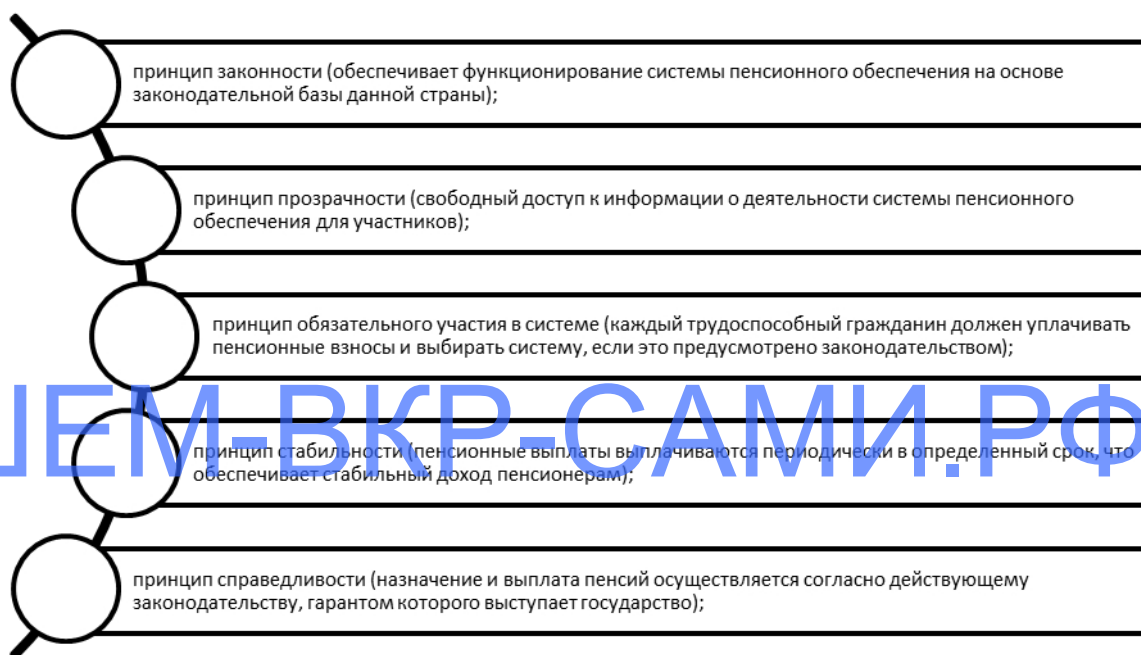 принцип законности (обеспечивает функционирование системы пенсионного обеспечения на основе
законодательной базы данной страны);
принцип прозрачности (свободный доступ к информации о деятельности системы пенсионного
обеспечения для участников);
принцип обязательного участия в системе (каждый трудоспособный гражданин должен уплачивать
пенсионные взносы и выбирать систему, если это предусмотрено законодательством);
ШЕМ-ВКР-САМИ.РФ
принцип стабильности (пенсионные выплаты выплачиваются периодически в определенный срок, что
обеспечивает стабильный доход пенсионерам);
принцип справедливости (назначение и выплата пенсий осуществляется согласно действующему
законодательству, гарантом которого выступает государство);